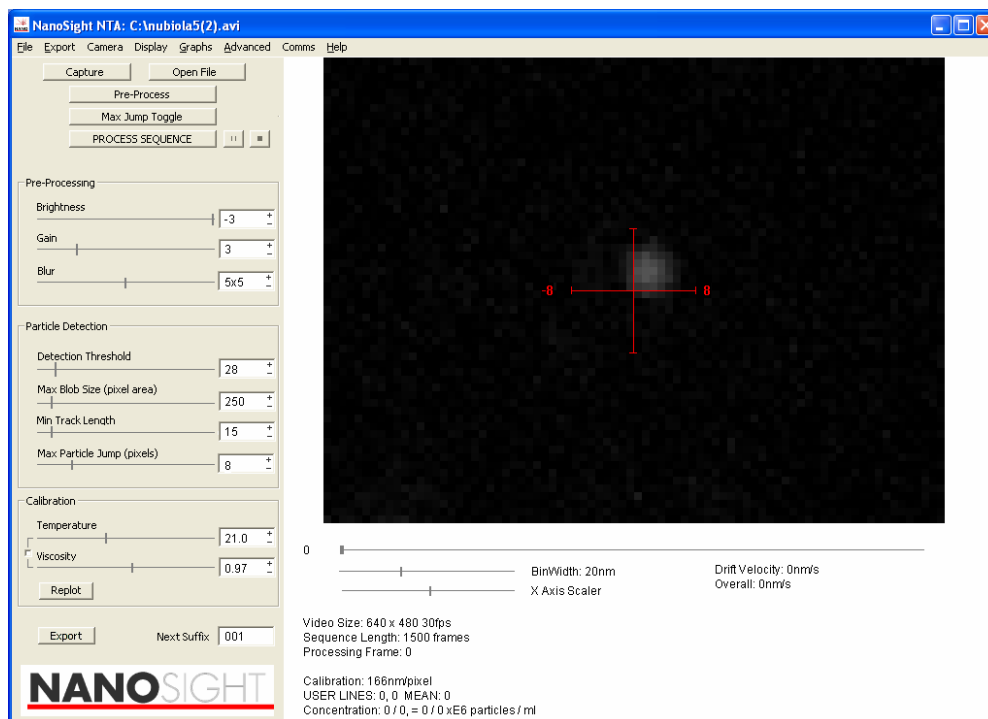 NanoSight NTA: C:\nubiola5(2).avi
File Export Camera Display Graphs Advanced Comms Help
Capture Open File
Pre-Process
Max Jump Toggle
PROCESS SEQUENCE
Pre-Processing
Brightness
-3
Gain
3
Blur
5x5
Particle Detection
Detection Threshold
28
Max Blob Size (pixel area)
250
Min Track Length
15
Max Particle Jump (pixels)
8
Calibration
Temperature
21.0
Viscosity
0.97
Replot
Export Next Suffix 001
NANOSIGHT
-8 8
0
BinWidth: 20nm
X Axis Scaler
Drift Velocity: 0nm/s
Overall: 0nm/s
Video Size: 640 x 480 30fps
Sequence Length: 1500 frames
Processing Frame: 0
Calibration: 166nm/pixel
USER LINES: 0, 0 MEAN: 0
Concentration: 0 / 0, = 0 / 0 xE6 particles / ml